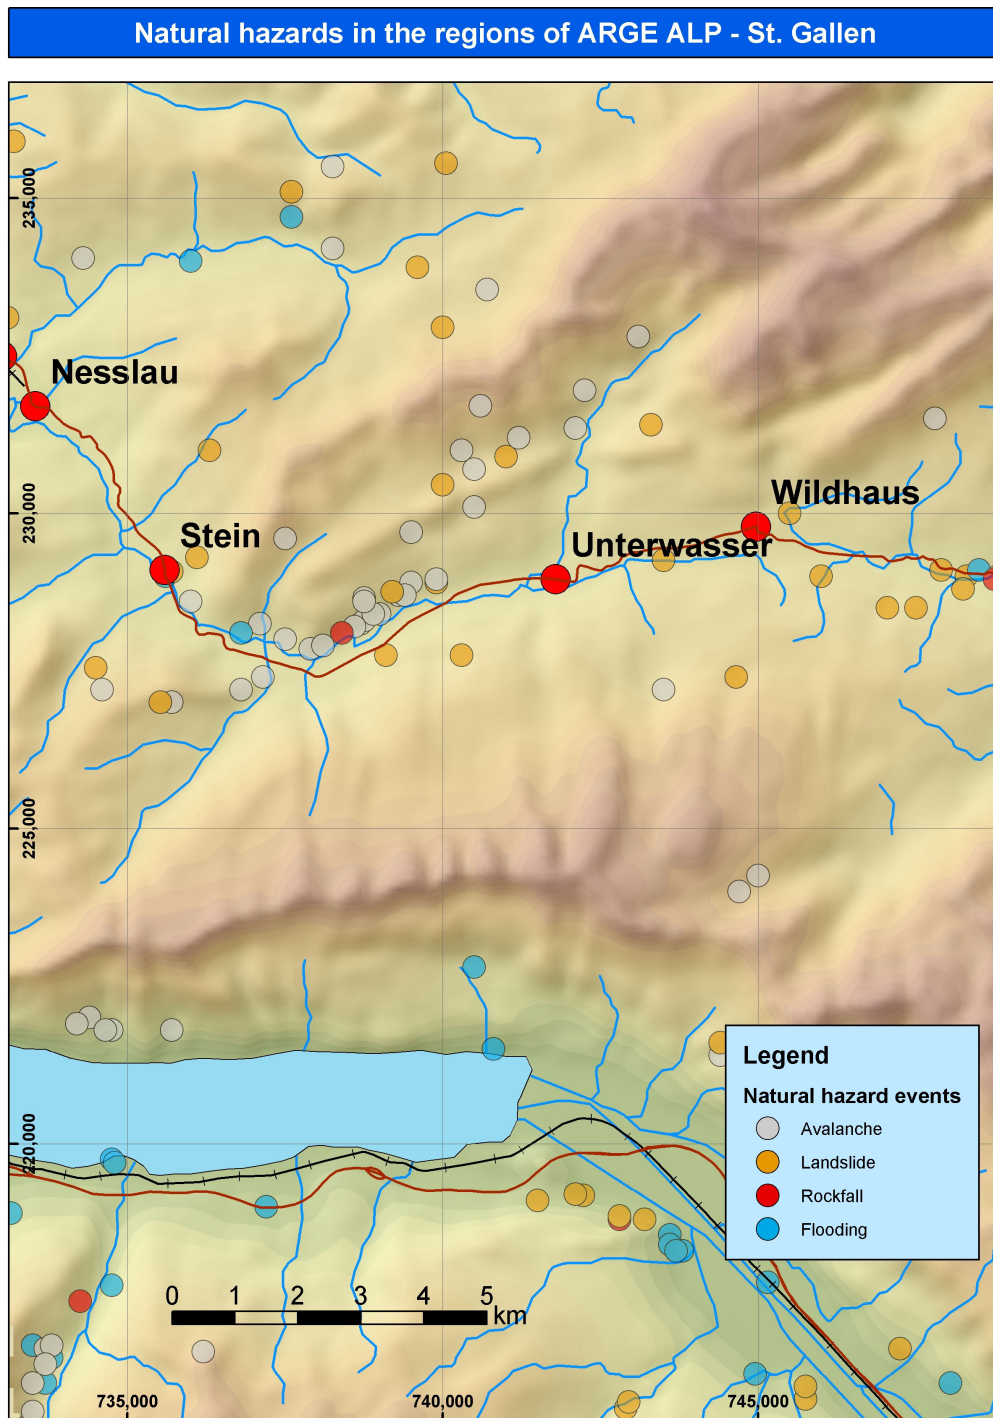 Natural hazards in the regions of ARGE ALP - St. Gallen
235,000
Nesslau
230,000
Wildhaus
Stein
Unterwasser
225,000
220,000
Legend
Natural hazard events
Avalanche
Landslide
Rockfall
Flooding
0 1 2 3 4 5
km
735,000 740,000 745,000